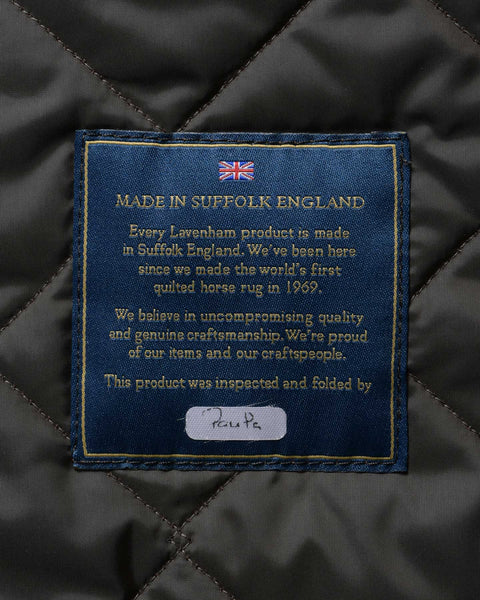 MADE IN SUFFOLK ENGLAND
Every Lavenham product is made
in Suffolk England. We've been here
since we made the world's first
quilted horse rug in 1969.
We believe in uncompromising quality
and genuine craftsmanship. We're proud
of our items and our craftspeople.
This product was inspected and folded by